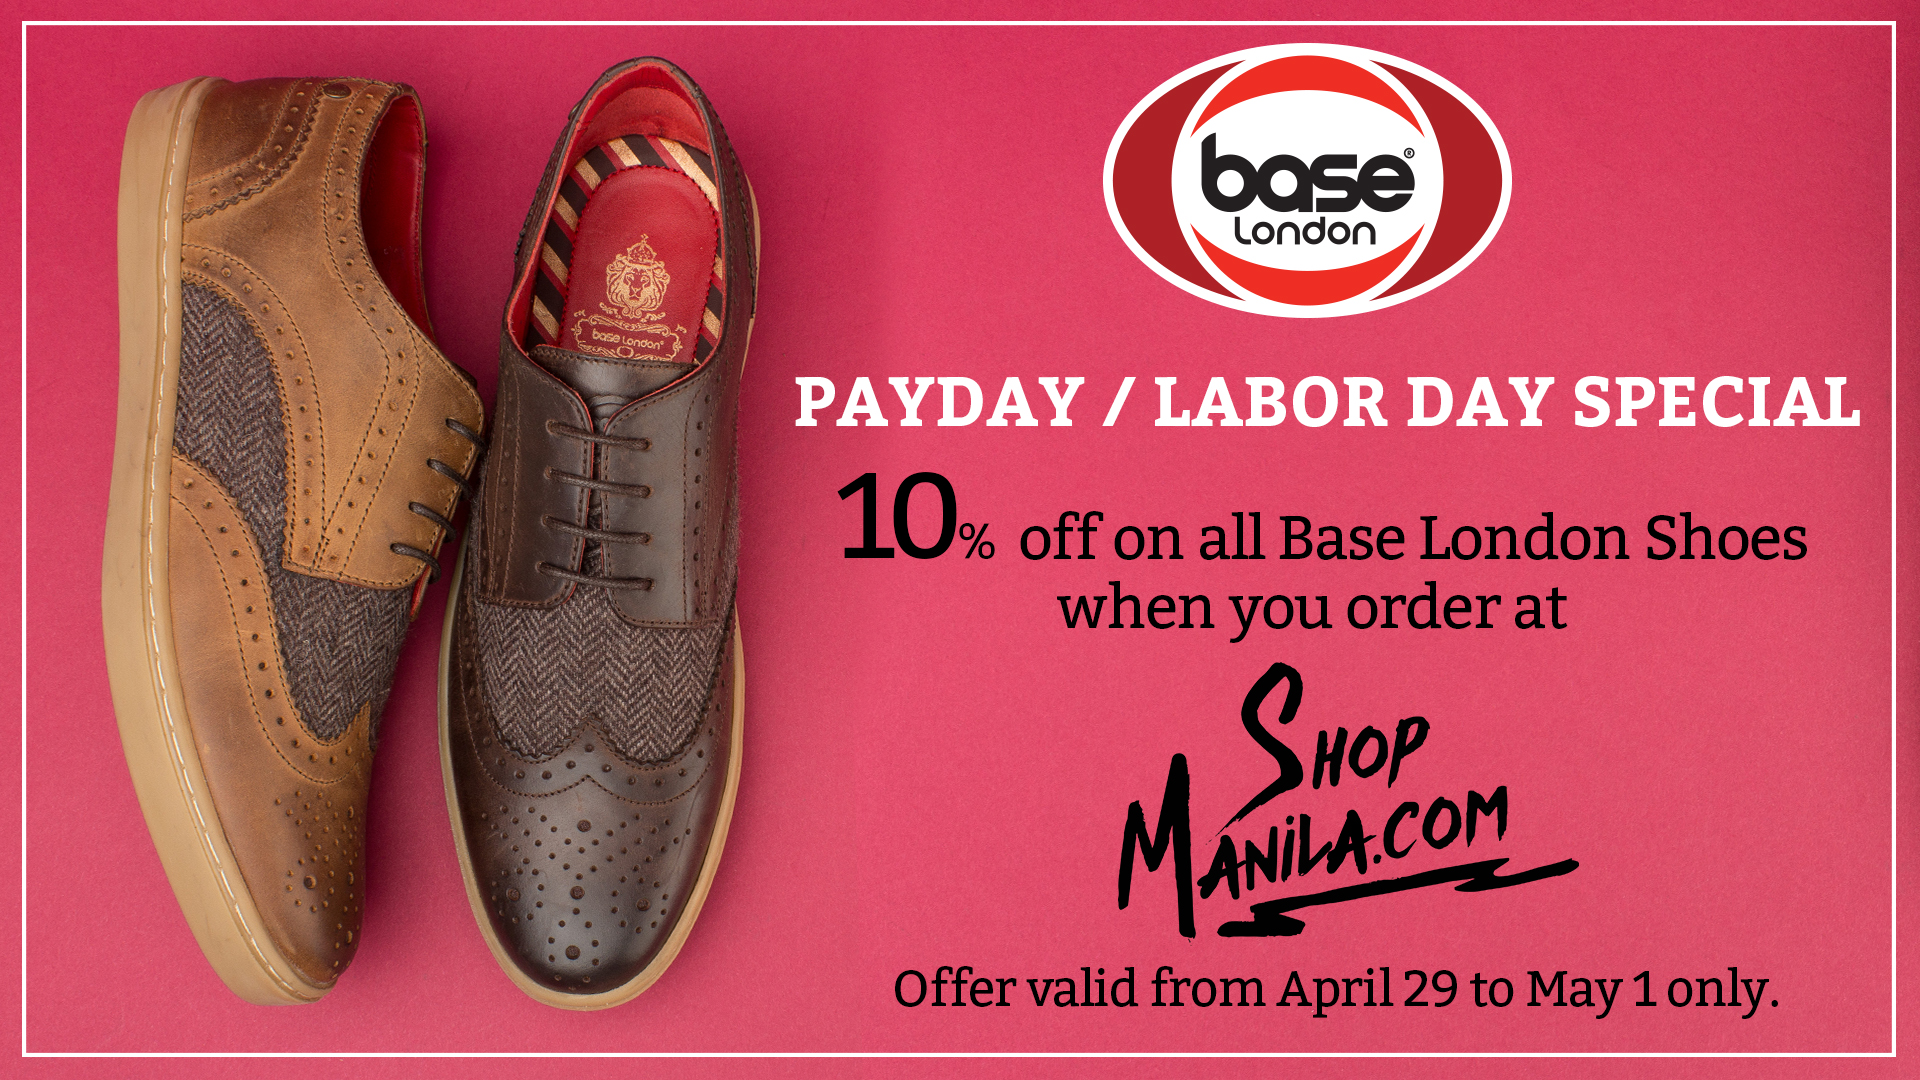 base®
London
base London®
PAYDAY / LABOR DAY SPECIAL
10% off on all Base London Shoes
when you order at
SHOP
MANILA.COM
Offer valid from April 29 to May 1 only.